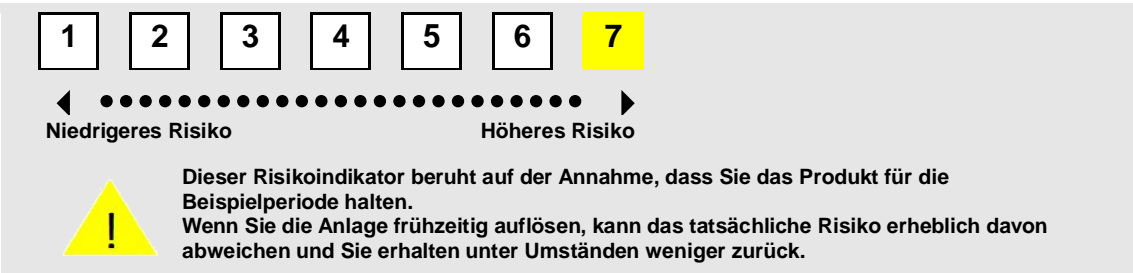 1 2 3 4 5 6 7
Niedrigeres Risiko Höheres Risiko
Dieser Risikoindikator beruht auf der Annahme, dass Sie das Produkt für die
Beispielperiode halten.
Wenn Sie die Anlage frühzeitig auflösen, kann das tatsächliche Risiko erheblich davon
abweichen und Sie erhalten unter Umständen weniger zurück.
!